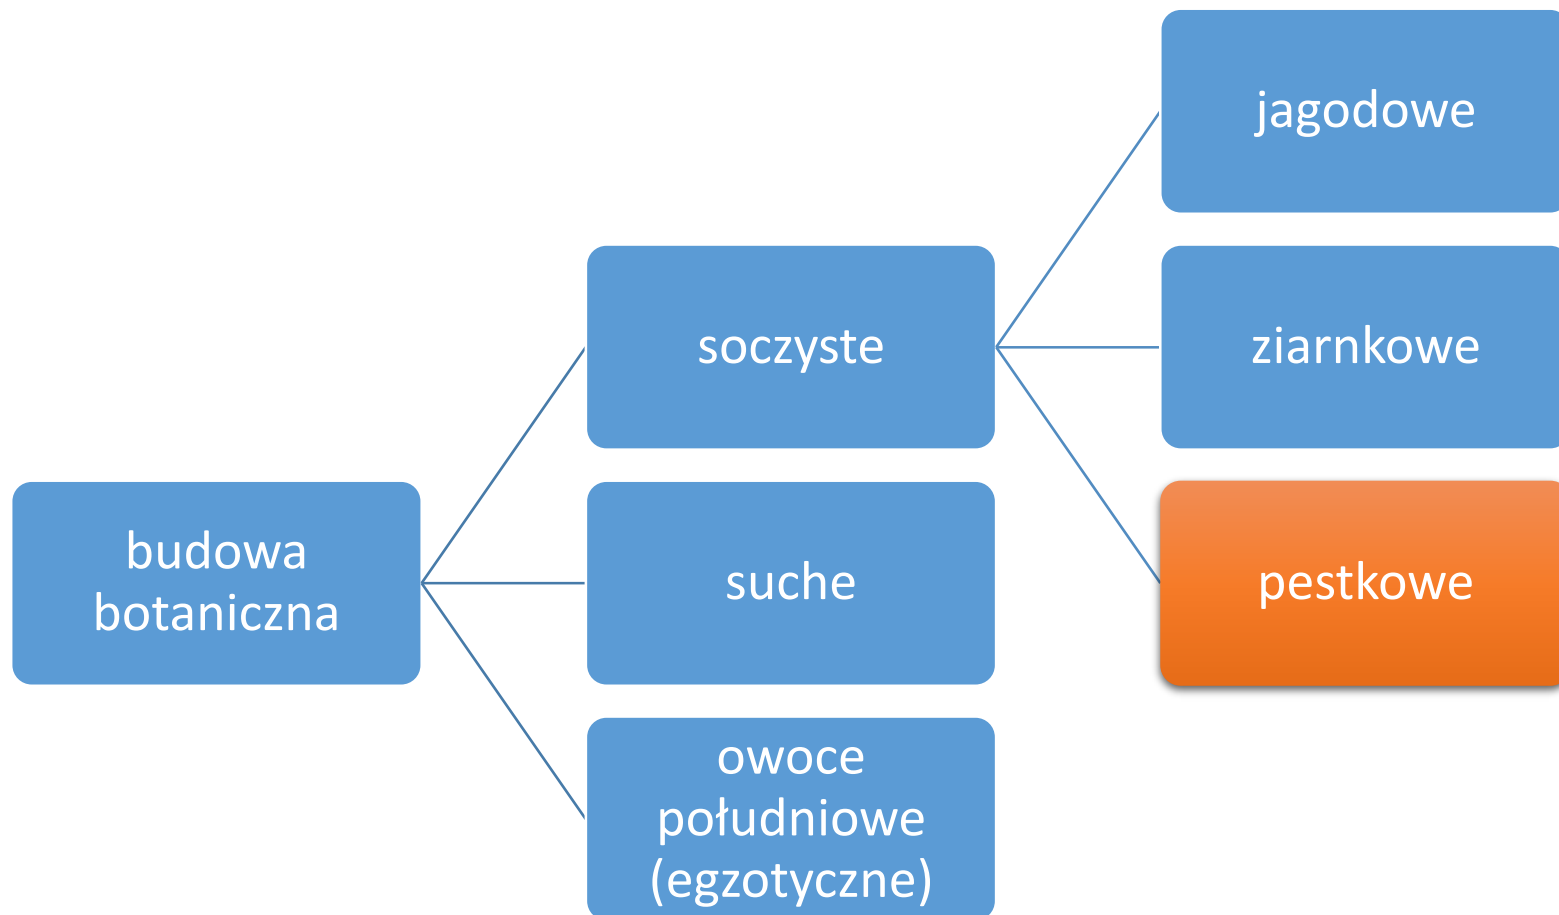 jagodowe
soczyste
ziarnkowe
budowa
botaniczna
suche
pestkowe
owoce
południowe
(egzotyczne)